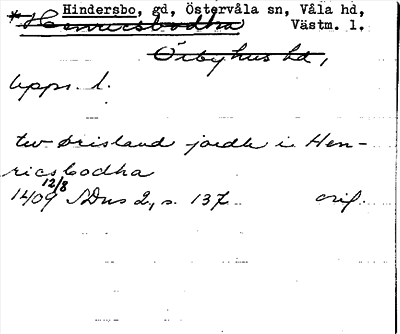 Hindersbo, gd, Östervåla sn, Våla hd,
* Henricsbodha Västm. l.
Örbyhus hd,
Upps. l.
tw örisland jordh i Hen-
ricsbodha
1409 12/8 SDns 2, s. 137 orig.